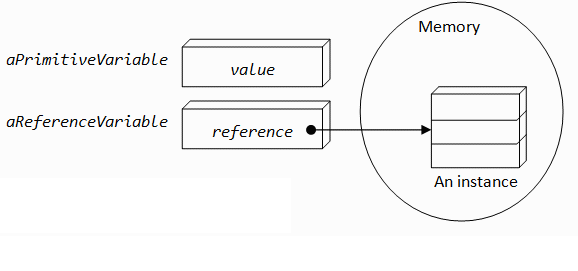 Memory
aPrimitiveVariable
value
aReferenceVariable
reference
An instance